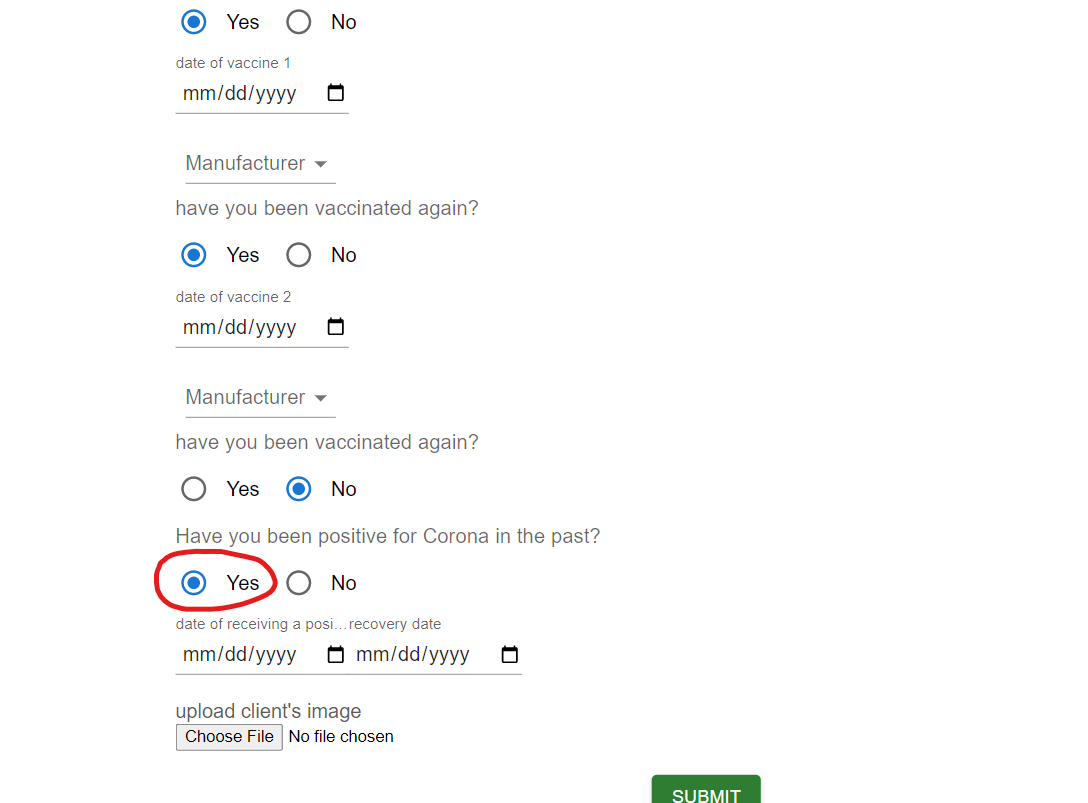 Yes No
date of vaccine 1
mm/dd/yyyy
Manufacturer
have you been vaccinated again?
Yes No
date of vaccine 2
mm/dd/yyyy
Manufacturer
have you been vaccinated again?
Yes No
Have you been positive for Corona in the past?
Yes No
date of receiving a posi... recovery date
mm/dd/yyyy mm/dd/yyyy
upload client's image
Choose File No file chosen
SUBMIT